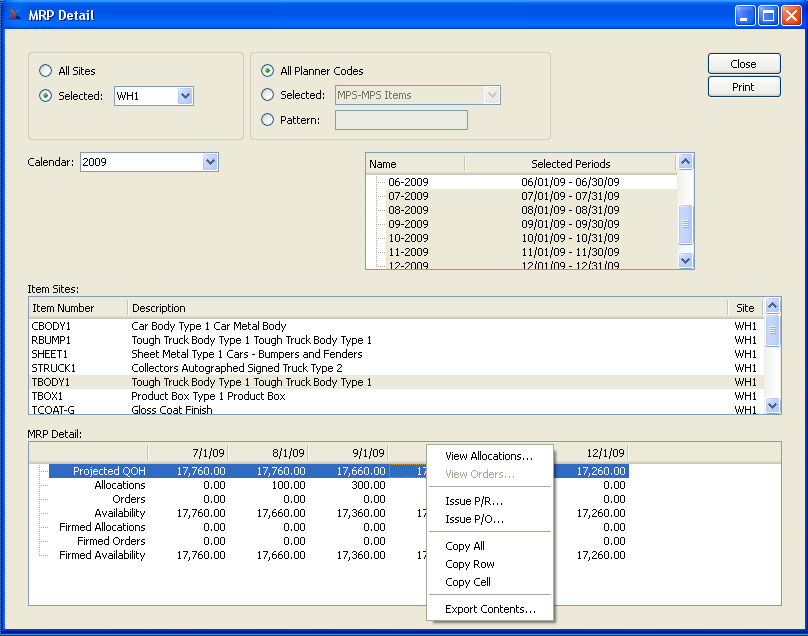 MRP Detail
All Sites
Selected: WH1
All Planner Codes
Selected: MPS-MPS Items
Pattern:
Close
Print
Calendar: 2009
Name Selected Periods
06-2009 06/01/09 - 06/30/09
07-2009 07/01/09 - 07/31/09
08-2009 08/01/09 - 08/31/09
09-2009 09/01/09 - 09/30/09
10-2009 10/01/09 - 10/31/09
11-2009 11/01/09 - 11/30/09
12-2009 12/01/09 - 12/31/09
Item Sites:
Item Number Description Site
CBODY1 Car Body Type 1 Car Metal Body WH1
RBUMP1 Tough Truck Body Type 1 Tough Truck Body Type 1 WH1
SHEET1 Sheet Metal Type 1 Cars - Bumpers and Fenders WH1
STRUCK1 Collectors Autographed Signed Truck Type 2 WH1
TBODY1 Tough Truck Body Type 1 Tough Truck Body Type 1 WH1
TBOX1 Product Box Type 1 Product Box WH1
TCOAT-G Gloss Coat Finish WH1
MRP Detail:
7/1/09 8/1/09 9/1/09 12/1/09
Projected QOH 17,760.00 17,760.00 17,660.00 17 17,260.00
Allocations 0.00 100.00 300.00 0.00
Orders 0.00 0.00 0.00 0.00
Availability 17,760.00 17,660.00 17,360.00 17 17,260.00
Firmed Allocations 0.00 0.00 0.00 0.00
Firmed Orders 0.00 0.00 0.00 0.00
Firmed Availability 17,760.00 17,660.00 17,360.00 17 17,260.00
View Allocations...
View Orders...
Issue P/R...
Issue P/O...
Copy All
Copy Row
Copy Cell
Export Contents...